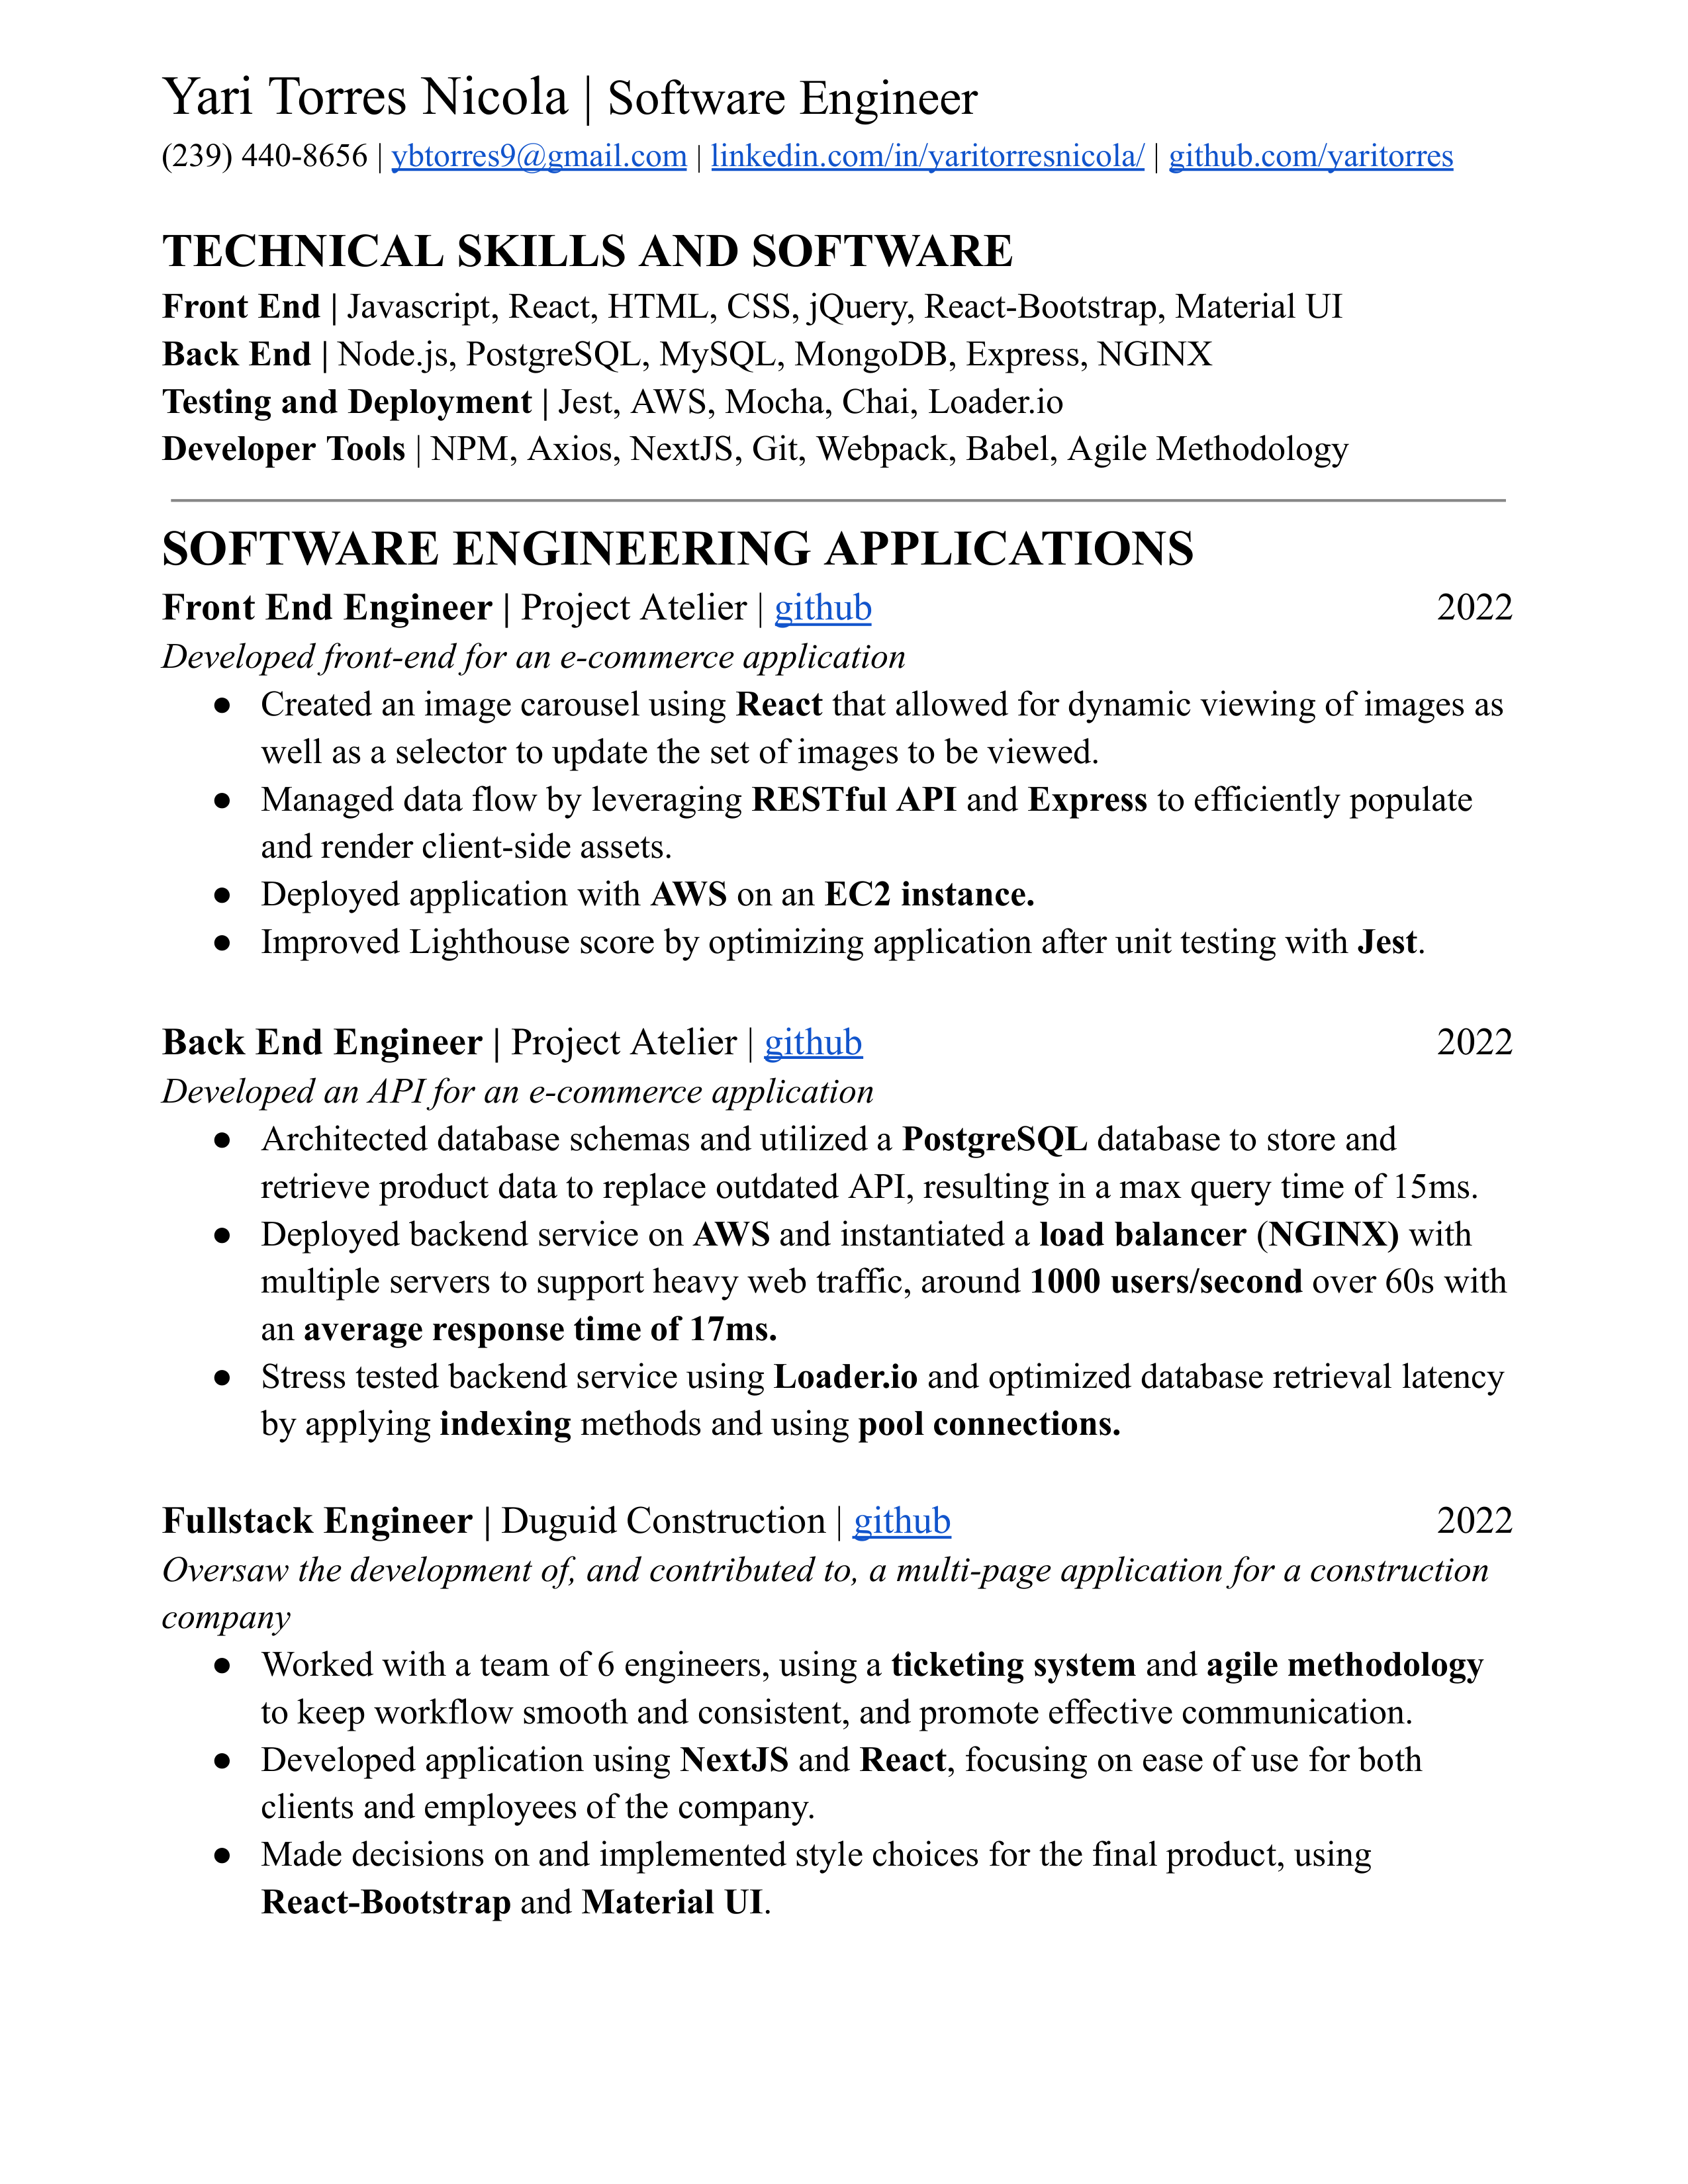 Yari Torres Nicola | Software Engineer
(239) 440-8656 | ybtorres9@gmail.com | linkedin.com/in/yaritorresnicola/ | github.com/yaritorres
TECHNICAL SKILLS AND SOFTWARE
Front End | Javascript, React, HTML, CSS, jQuery, React-Bootstrap, Material UI
Back End | Node.js, PostgreSQL, MySQL, MongoDB, Express, NGINX
Testing and Deployment | Jest, AWS, Mocha, Chai, Loader.io
Developer Tools | NPM, Axios, NextJS, Git, Webpack, Babel, Agile Methodology
SOFTWARE ENGINEERING APPLICATIONS
Front End Engineer | Project Atelier | github 2022
Developed front-end for an e-commerce application
● Created an image carousel using React that allowed for dynamic viewing of images as
well as a selector to update the set of images to be viewed.
● Managed data flow by leveraging RESTful API and Express to efficiently populate
and render client-side assets.
● Deployed application with AWS on an EC2 instance.
● Improved Lighthouse score by optimizing application after unit testing with Jest.
Back End Engineer | Project Atelier | github 2022
Developed an API for an e-commerce application
● Architected database schemas and utilized a PostgreSQL database to store and
retrieve product data to replace outdated API, resulting in a max query time of 15ms.
● Deployed backend service on AWS and instantiated a load balancer (NGINX) with
multiple servers to support heavy web traffic, around 1000 users/second over 60s with
an average response time of 17ms.
● Stress tested backend service using Loader.io and optimized database retrieval latency
by applying indexing methods and using pool connections.
Fullstack Engineer | Duguid Construction | github 2022
Oversaw the development of, and contributed to, a multi-page application for a construction
company
● Worked with a team of 6 engineers, using a ticketing system and agile methodology
to keep workflow smooth and consistent, and promote effective communication.
● Developed application using NextJS and React, focusing on ease of use for both
clients and employees of the company.
● Made decisions on and implemented style choices for the final product, using
React-Bootstrap and Material UI.